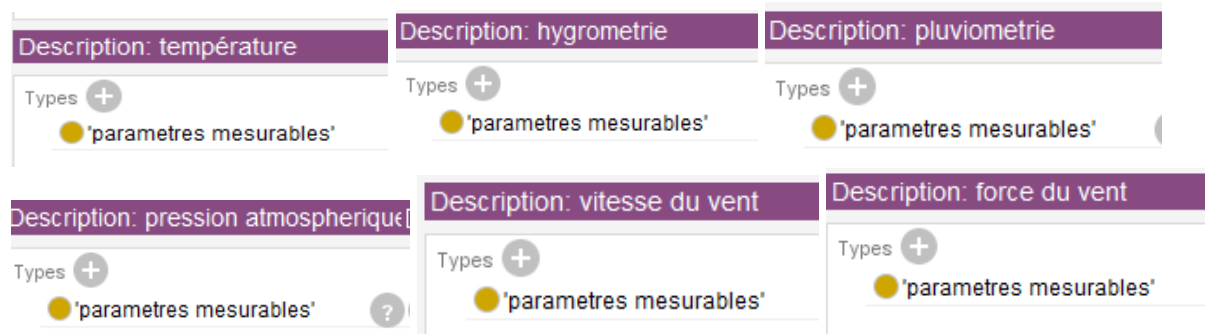 Description: température
Types
'parametres mesurables'
Description: hygrometrie
Types
'parametres mesurables'
Description: pluviometrie
Types
'parametres mesurables'
Description: pression atmospherique
Types
'parametres mesurables'
?
Description: vitesse du vent
Types
'parametres mesurables'
Description: force du vent
Types
'parametres mesurables'